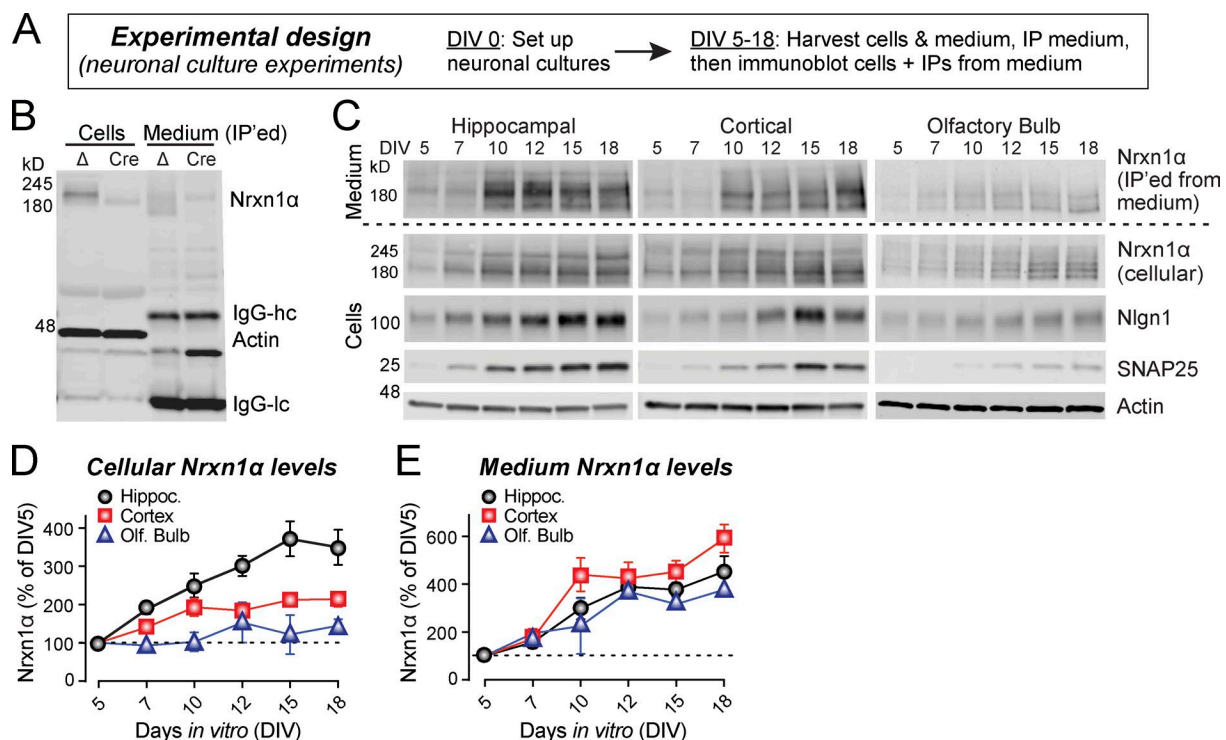 A
Experimental design
(neuronal culture experiments)
DIV 0: Set up
neuronal cultures
DIV 5-18: Harvest cells & medium, IP medium,
then immunoblot cells + IPs from medium
B
Cells Medium (IP'ed)
kD Δ Cre Δ Cre
245
180
48
Nrxn1α
IgG-hc
Actin
IgG-lc
C
Hippocampal Cortical Olfactory Bulb
DIV 5 7 10 12 15 18 5 7 10 12 15 18 5 7 10 12 15 18
kD
Medium
180
Nrxn1α
(IP'ed from
medium)
Cells
245
180
Nrxn1α
(cellular)
100
Nlgn1
25
SNAP25
48
Actin
D
Cellular Nrxn1α levels
Hippoc.
Cortex
Olf. Bulb
Nrxn1α (% of DIV5)
400
300
200
100
0
5 7 10 12 15 18
Days in vitro (DIV)
E
Medium Nrxn1α levels
Hippoc.
Cortex
Olf. Bulb
Nrxn1α (% of DIV5)
600
400
200
0
5 7 10 12 15 18
Days in vitro (DIV)